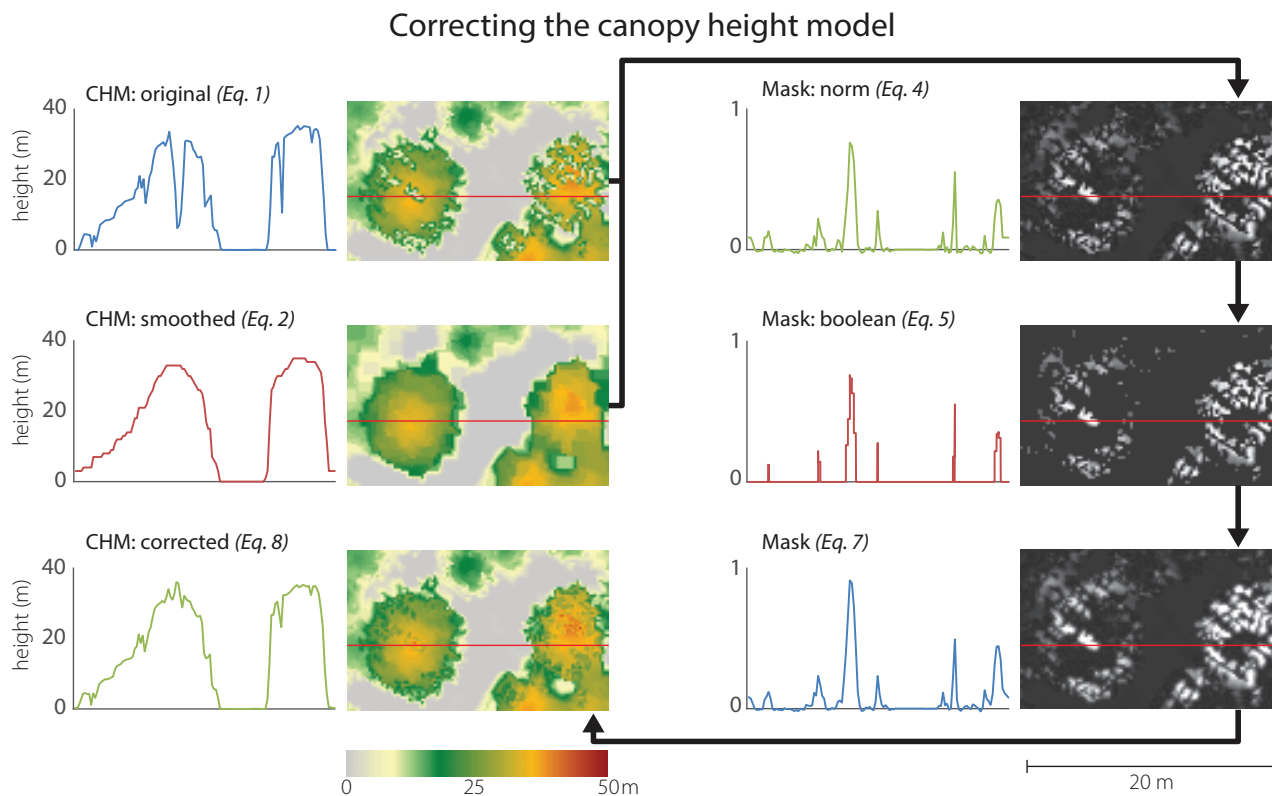 Correcting the canopy height model
CHM: original (Eq. 1)
40
20
0
height (m)
Mask: norm (Eq. 4)
1
0
CHM: smoothed (Eq. 2)
40
20
0
height (m)
Mask: boolean (Eq. 5)
1
0
CHM: corrected (Eq. 8)
40
20
0
height (m)
Mask (Eq. 7)
1
0
0
25
50 m
20 m